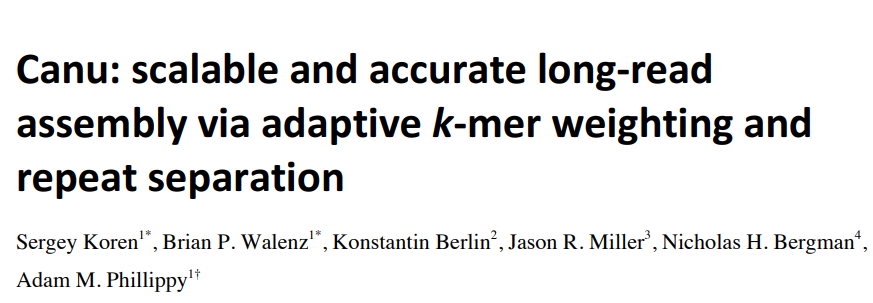 Canu: scalable and accurate long-read
assembly via adaptive k-mer weighting and
repeat separation
Sergey Koren¹*, Brian P. Walenz¹*, Konstantin Berlin², Jason R. Miller³, Nicholas H. Bergman⁴,
Adam M. Phillippy¹†